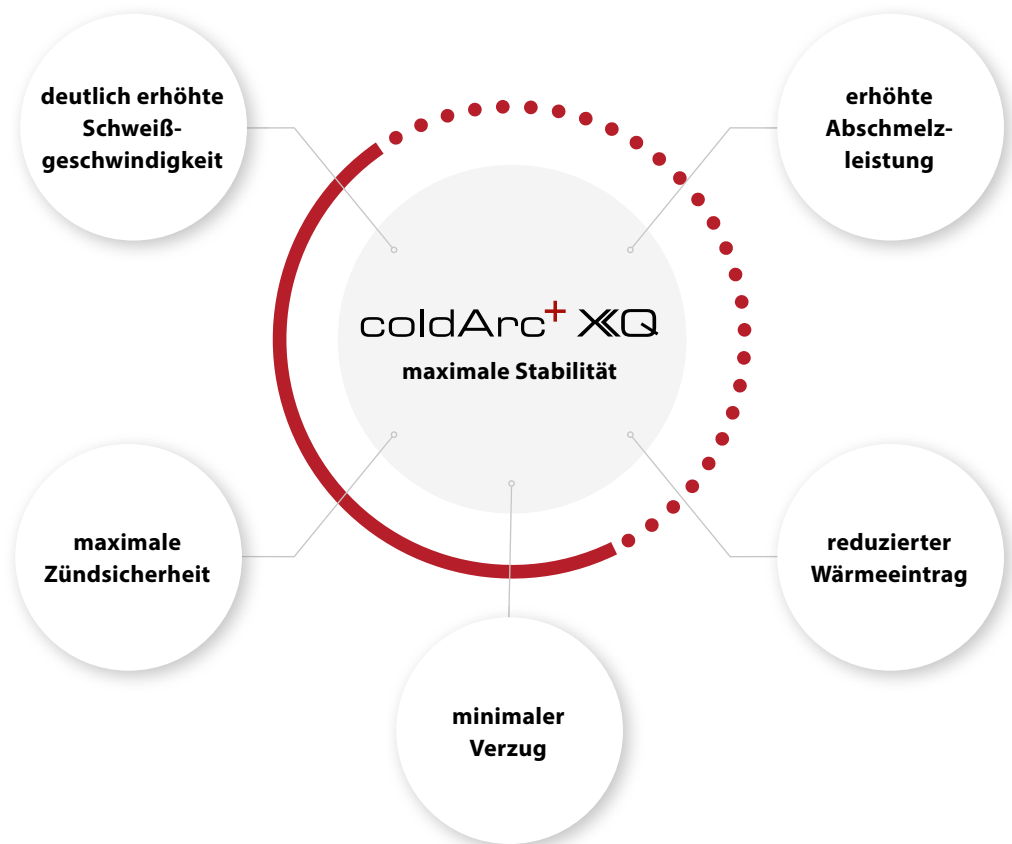 deutlich erhöhte
Schweiß-
geschwindigkeit
erhöhte
Abschmelz-
leistung
coldArc+ XQ
maximale Stabilität
maximale
Zündsicherheit
reduzierter
Wärmeeintrag
minimaler
Verzug